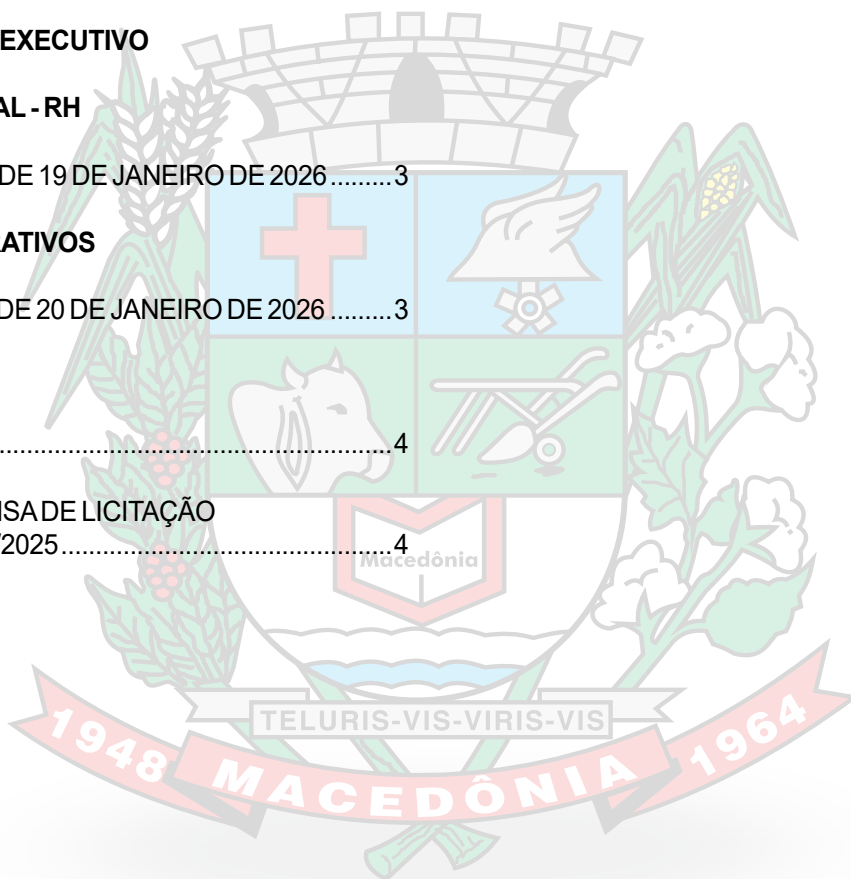 EXECUTIVO
AL - RH
DE 19 DE JANEIRO DE 2026 .........3
RATIVOS
DE 20 DE JANEIRO DE 2026 .........3
........................................................4
ISA DE LICITAÇÃO
/2025................................................4
Macedônia
TELURIS-VIS-VIRIS-VIS
1948 MACEDÔNIA 1964